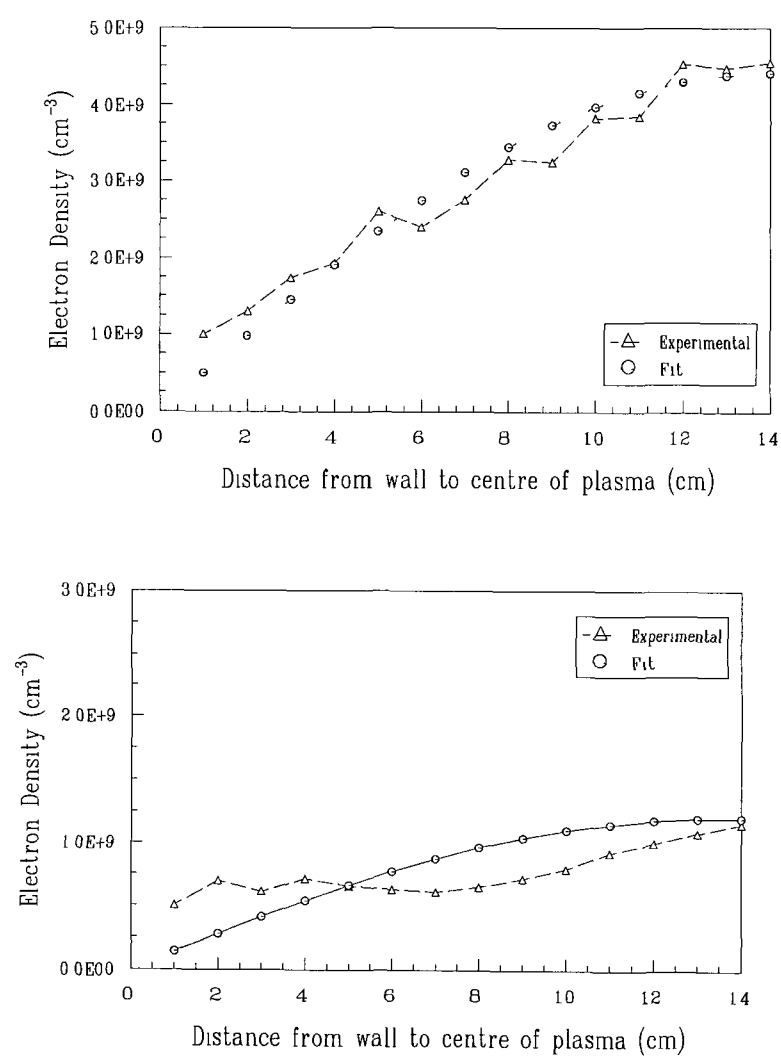 5 0E+9
4 0E+9
3 0E+9
2 0E+9
1 0E+9
0 0E00
Electron Density (cm⁻³)
Experimental
Fit
0 2 4 6 8 10 12 14
Distance from wall to centre of plasma (cm)
3 0E+9
2 0E+9
1 0E+9
0 0E00
Electron Density (cm⁻³)
Experimental
Fit
0 2 4 6 8 10 12 14
Distance from wall to centre of plasma (cm)